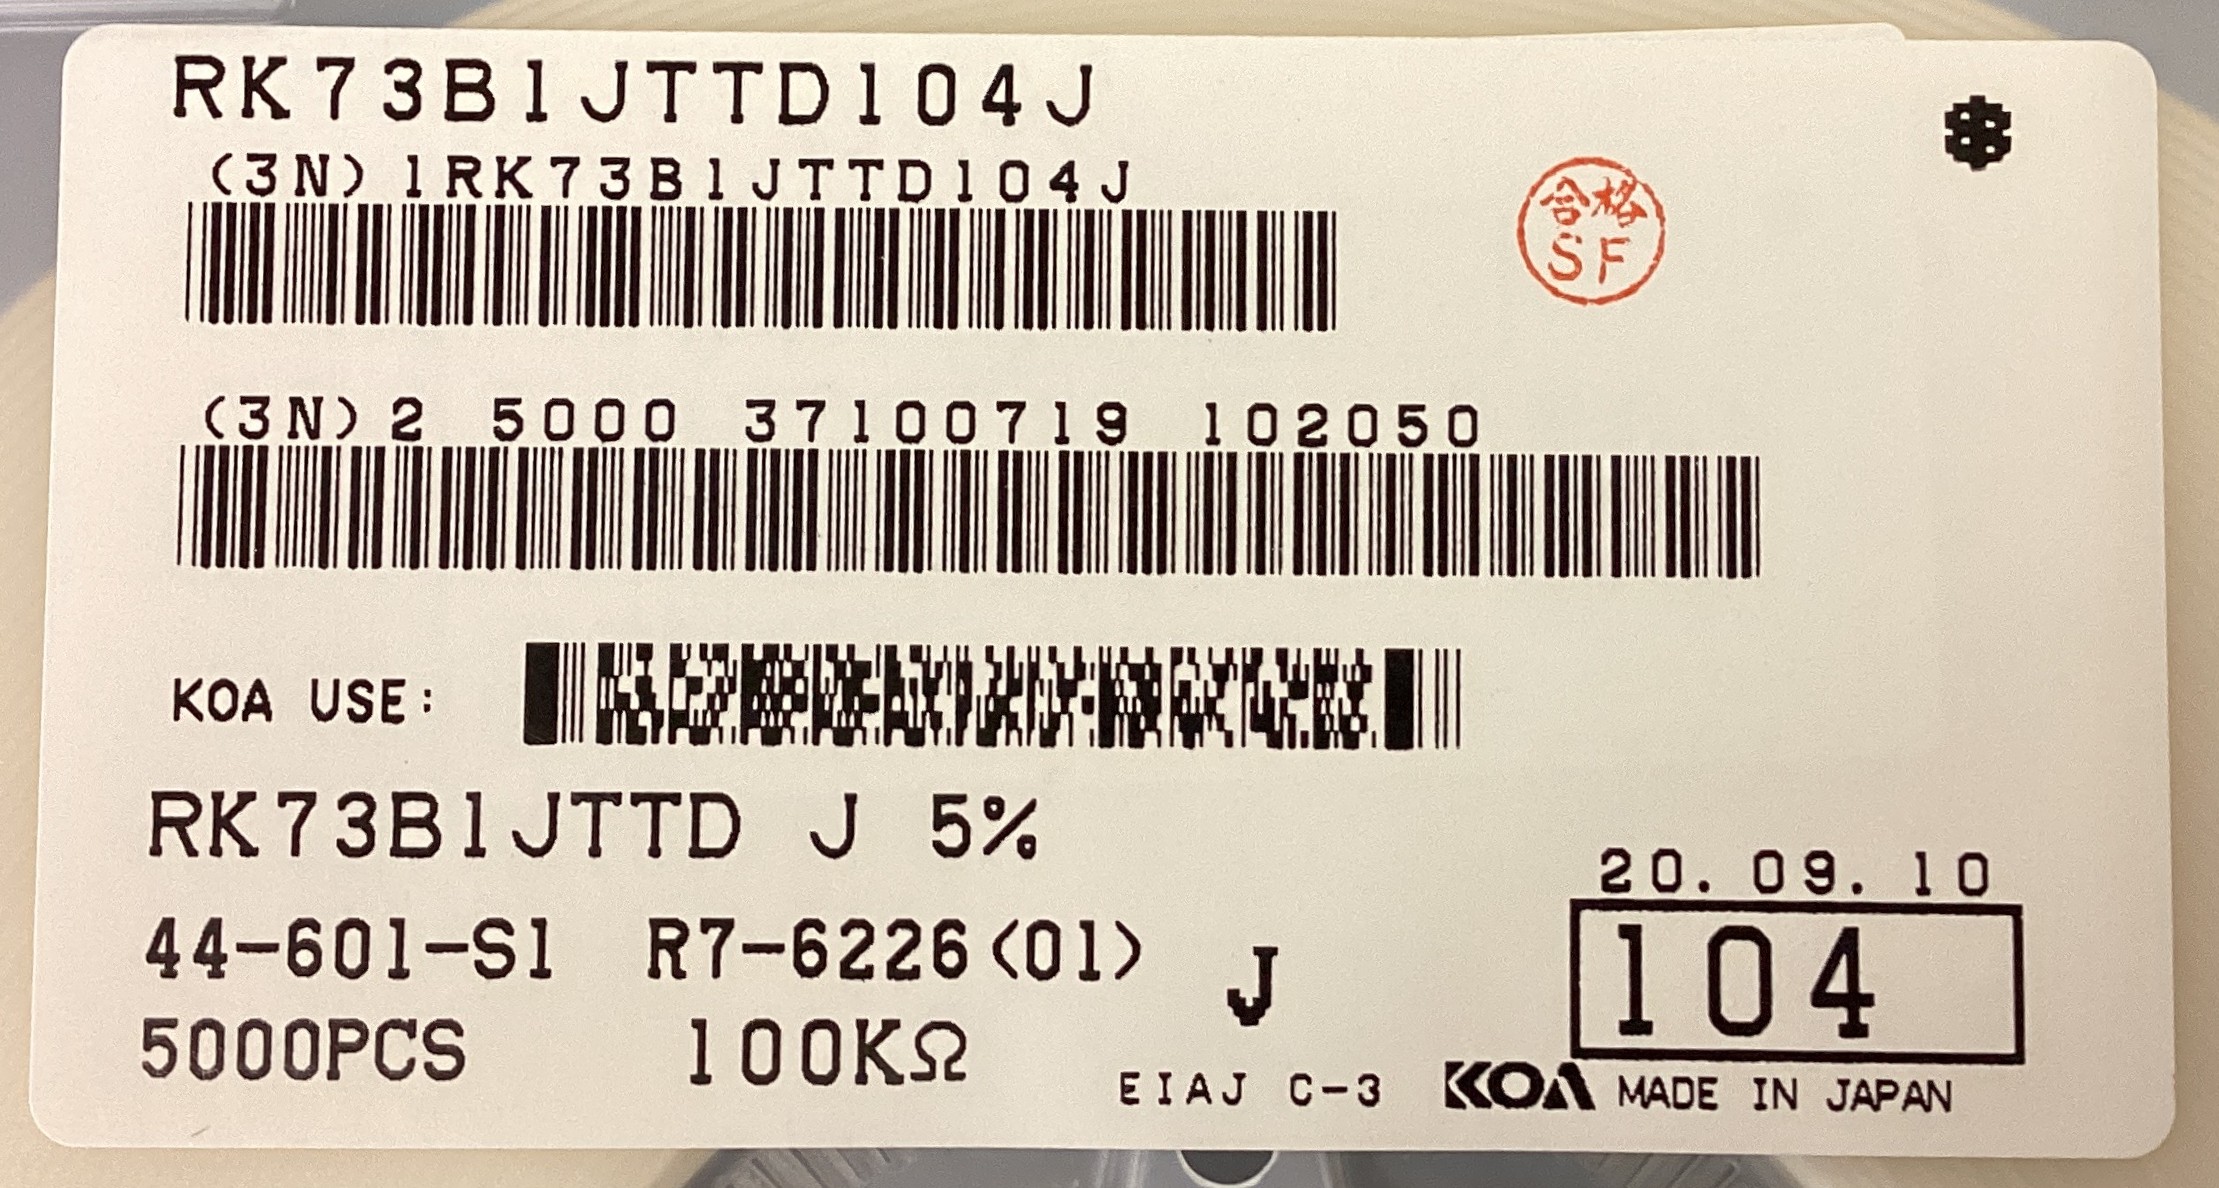 RK73B1JTTD104J
(3N)1RK73B1JTTD104J
合格
SF
(3N)2 5000 37100719 102050
KOA USE:
RK73B1JTTD J 5%
20.09.10
44-601-S1 R7-6226(01) J
104
5000PCS 100KΩ
EIAJ C-3 KOA MADE IN JAPAN